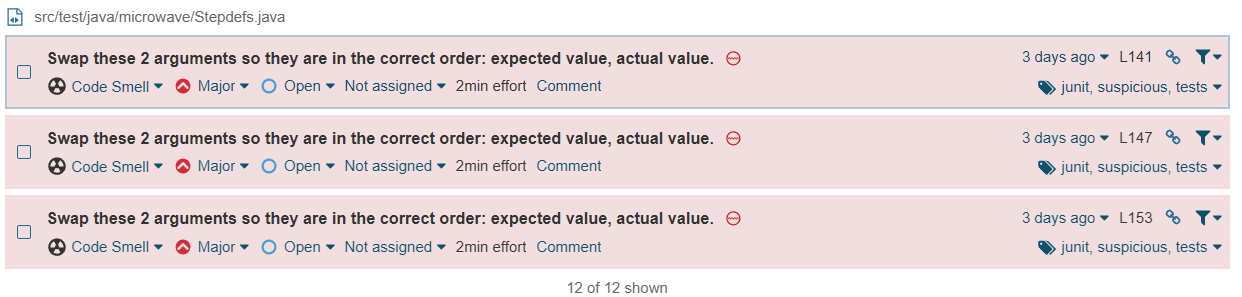 src/test/java/microwave/Stepdefs.java
Swap these 2 arguments so they are in the correct order: expected value, actual value. 3 days ago L141
Code Smell Major Open Not assigned 2min effort Comment junit, suspicious, tests
Swap these 2 arguments so they are in the correct order: expected value, actual value. 3 days ago L147
Code Smell Major Open Not assigned 2min effort Comment junit, suspicious, tests
Swap these 2 arguments so they are in the correct order: expected value, actual value. 3 days ago L153
Code Smell Major Open Not assigned 2min effort Comment junit, suspicious, tests
12 of 12 shown